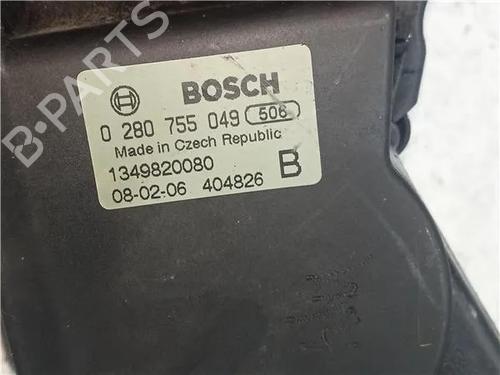 B-PARTS
BOSCH
0 280 755 049 506
Made in Czech Republic
1349820080
08-02-06 404826 B